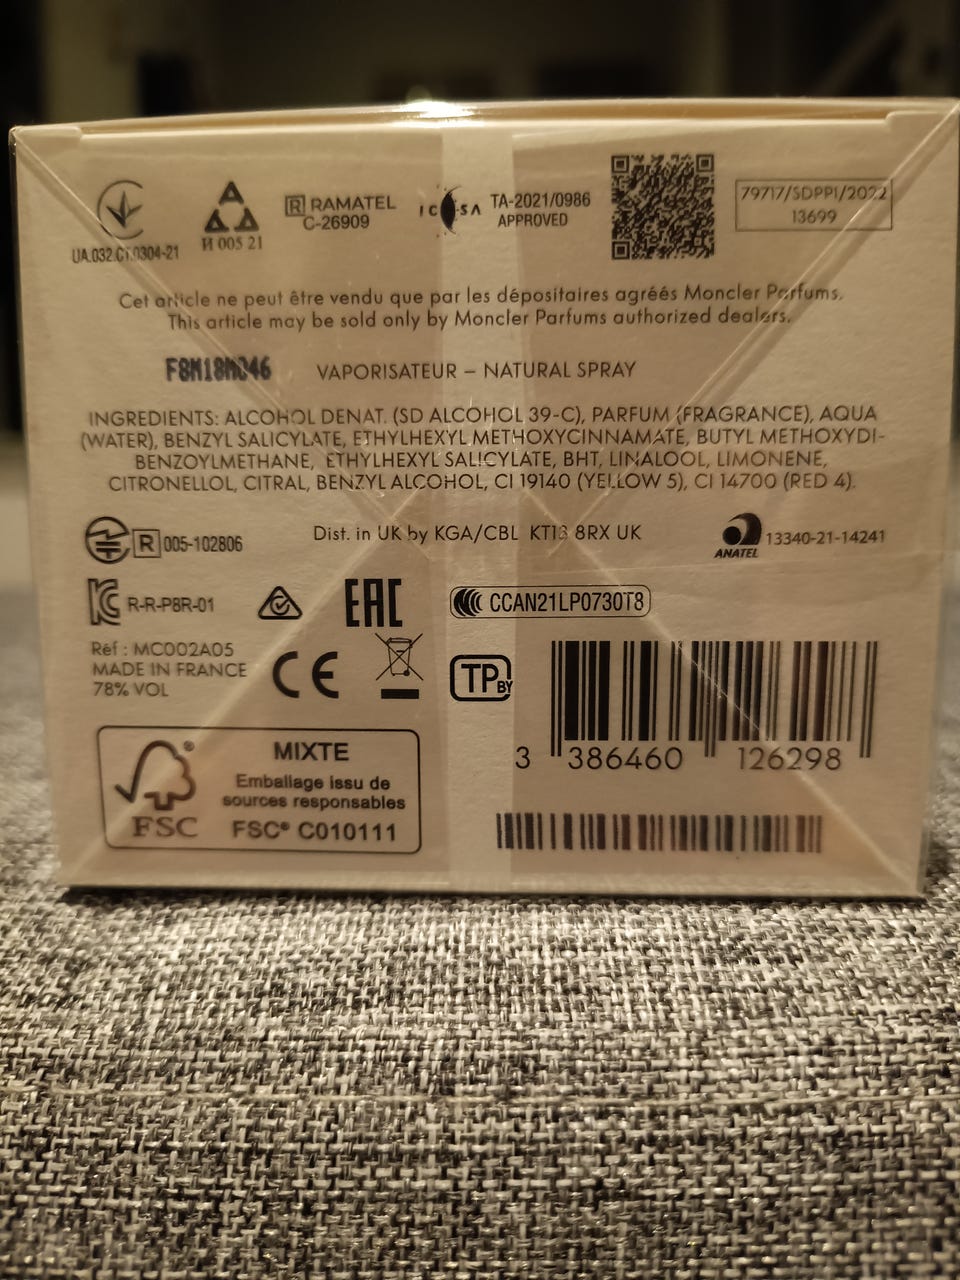 UA.032.CT.0304-21
И 005 21
R RAMATEL
C-26909
ICASA
TA-2021/0986
APPROVED
79717/SDPPI/2022
13699
Cet article ne peut être vendu que par les dépositaires agréés Moncler Parfums.
This article may be sold only by Moncler Parfums authorized dealers.
F8M18M046
VAPORISATEUR – NATURAL SPRAY
INGREDIENTS: ALCOHOL DENAT. (SD ALCOHOL 39-C), PARFUM (FRAGRANCE), AQUA
(WATER), BENZYL SALICYLATE, ETHYLHEXYL METHOXYCINNAMATE, BUTYL METHOXYDI-
BENZOYLMETHANE, ETHYLHEXYL SALICYLATE, BHT, LINALOOL, LIMONENE,
CITRONELLOL, CITRAL, BENZYL ALCOHOL, CI 19140 (YELLOW 5), CI 14700 (RED 4).
R 005-102806
Dist. in UK by KGA/CBL KT13 8RX UK
ANATEL
13340-21-14241
R-R-P8R-01
EAC
CCAN21LP0730T8
Réf : MC002A05
MADE IN FRANCE
78% VOL
CE
TP BY
3 386460 126298
FSC
MIXTE
Emballage issu de
sources responsables
FSC® C010111